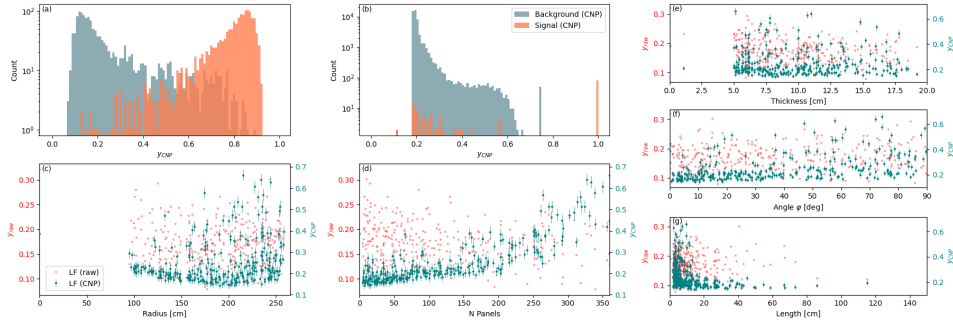 (a)
10²
10¹
10⁰
Count
0.0 0.2 0.4 0.6 0.8 1.0
y_CNP
(b)
Background (CNP)
Signal (CNP)
10⁴
10³
10²
10¹
Count
0.0 0.2 0.4 0.6 0.8 1.0
y_CNP
(c)
0.30
0.25
0.20
0.15
0.10
y_raw
LF (raw)
LF (CNP)
0 50 100 150 200 250
Radius [cm]
0.7
0.6
0.5
0.4
0.3
0.2
0.1
y_CNP
(d)
0.30
0.25
0.20
0.15
0.10
y_raw
0 50 100 150 200 250 300 350
N Panels
0.7
0.6
0.5
0.4
0.3
0.2
0.1
y_CNP
(e)
0.3
0.2
0.1
y_raw
0.0 2.5 5.0 7.5 10.0 12.5 15.0 17.5 20.0
Thickness [cm]
0.6
0.4
0.2
y_CNP
(f)
0.3
0.2
0.1
y_raw
0 10 20 30 40 50 60 70 80 90
Angle φ [deg]
0.6
0.4
0.2
y_CNP
(g)
0.3
0.2
0.1
y_raw
0 20 40 60 80 100 120 140
Length [cm]
0.6
0.4
0.2
y_CNP